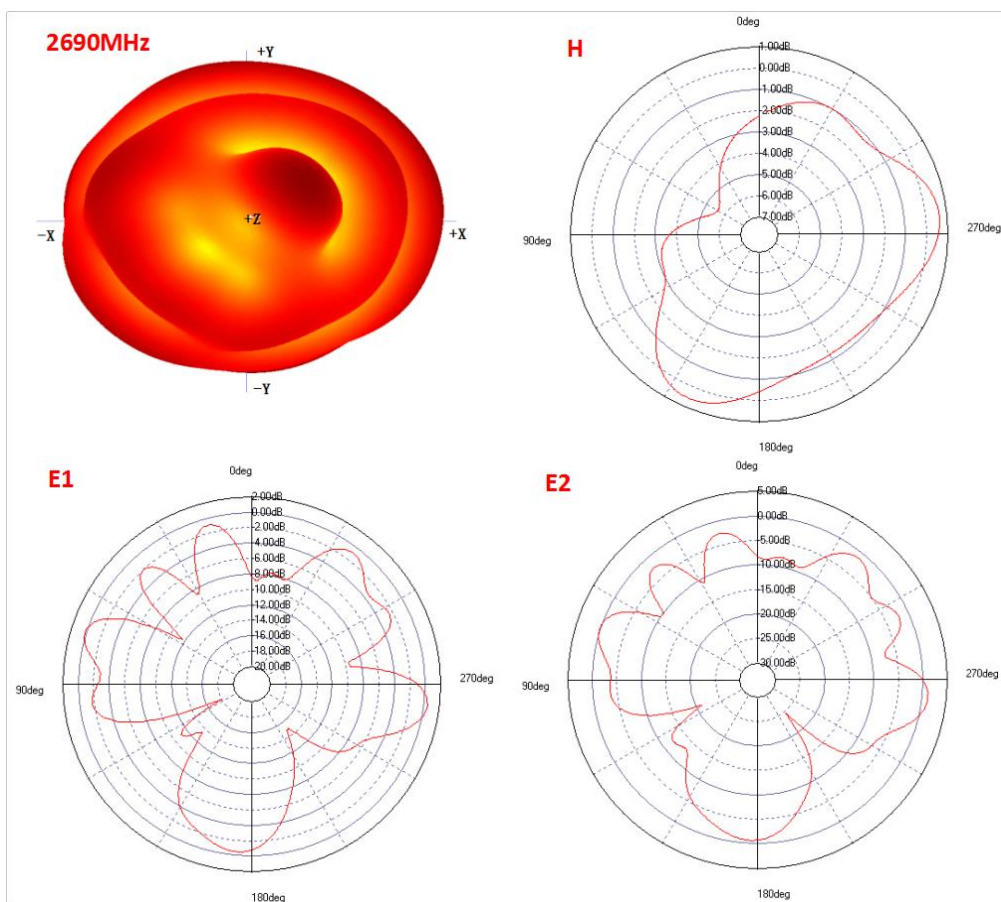 2690MHz
+Y
+Z
-X
+X
-Y
H
0deg
1.00dB
0.00dB
1.00dB
2.00dB
3.00dB
4.00dB
5.00dB
6.00dB
7.00dB
90deg
270deg
180deg
E1
0deg
2.00dB
0.00dB
2.00dB
4.00dB
6.00dB
8.00dB
10.00dB
12.00dB
14.00dB
16.00dB
18.00dB
20.00dB
90deg
270deg
180deg
E2
0deg
5.00dB
0.00dB
5.00dB
10.00dB
15.00dB
20.00dB
25.00dB
30.00dB
90deg
270deg
180deg